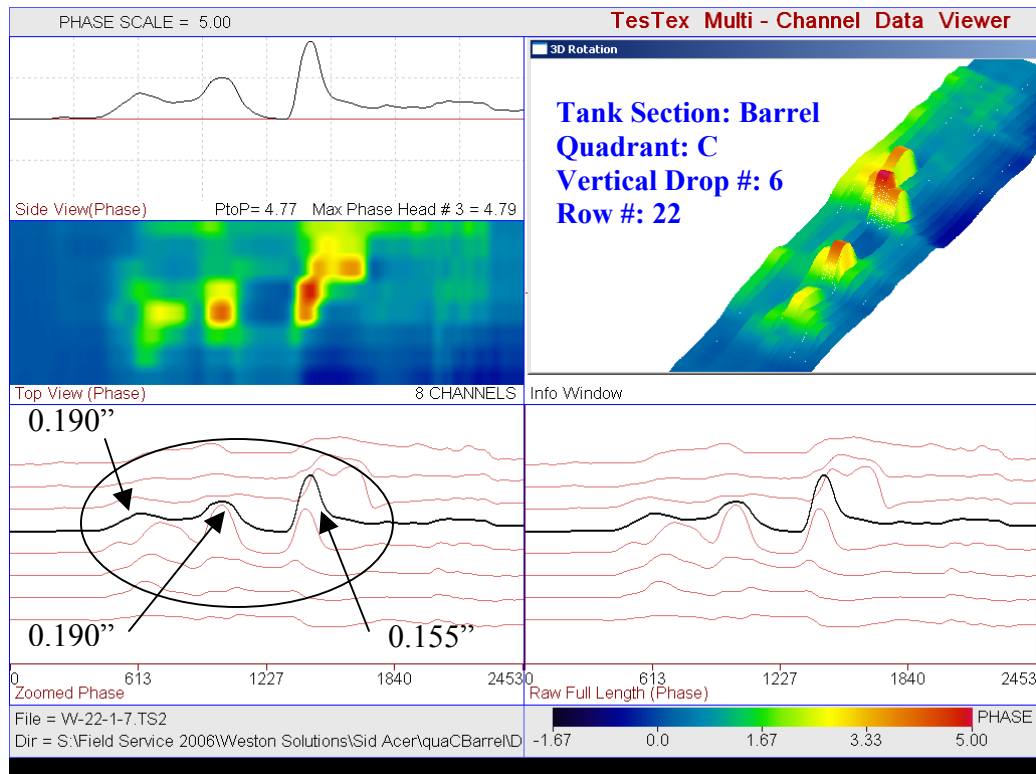 PHASE SCALE = 5.00
TesTex Multi - Channel Data Viewer
Side View(Phase)
PtoP= 4.77 Max Phase Head # 3 = 4.79
3D Rotation
Tank Section: Barrel
Quadrant: C
Vertical Drop #: 6
Row #: 22
Top View (Phase)
8 CHANNELS
Info Window
0.190”
0.190”
0.155”
0 613 1227 1840 2453
Zoomed Phase
0 613 1227 1840 2453
Raw Full Length (Phase)
File = W-22-1-7.TS2
Dir = S:\Field Service 2006\Weston Solutions\Sid Acer\quaCBarrel\D
PHASE
-1.67 0.0 1.67 3.33 5.00